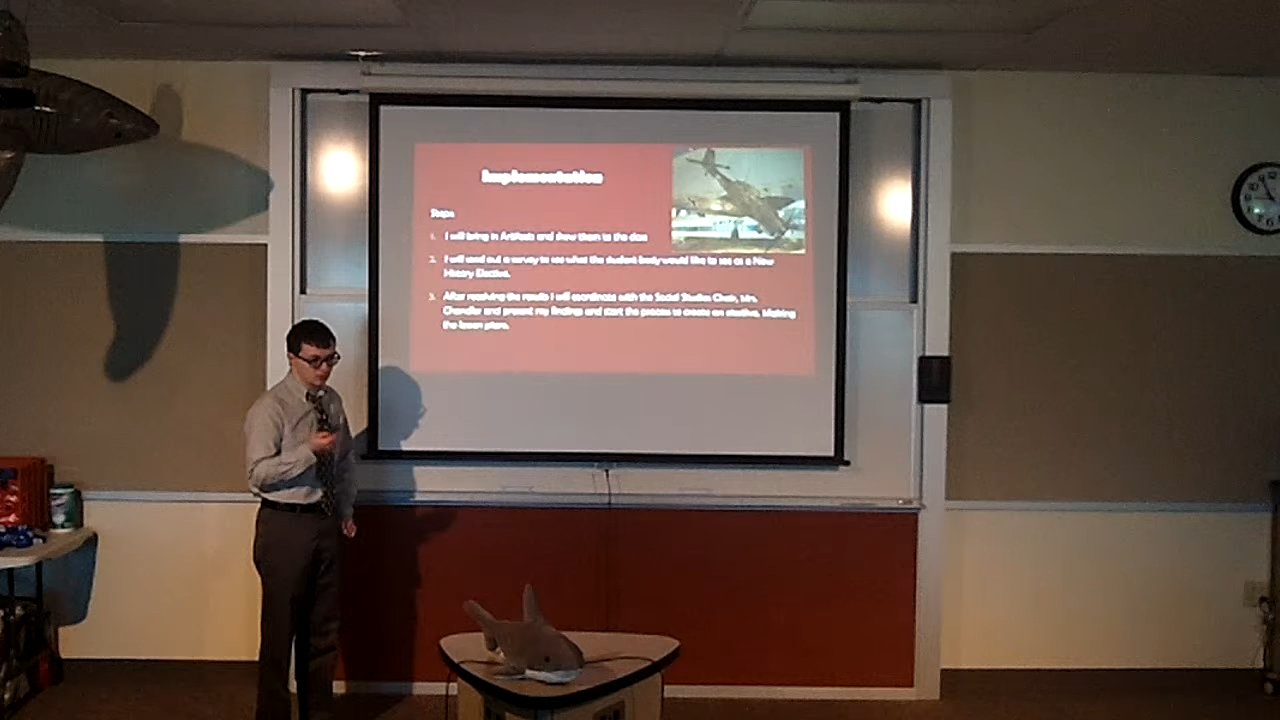 Implementation
Steps
1. I will bring in Artifacts and show them to the class
2. I will send out a survey to see what the student body would like to see as a New
History Elective.
3. After receiving the results I will coordinate with the Social Studies Chair, Mrs.
Chandler and present my findings and start the process to create an elective. Making
the lesson plans.